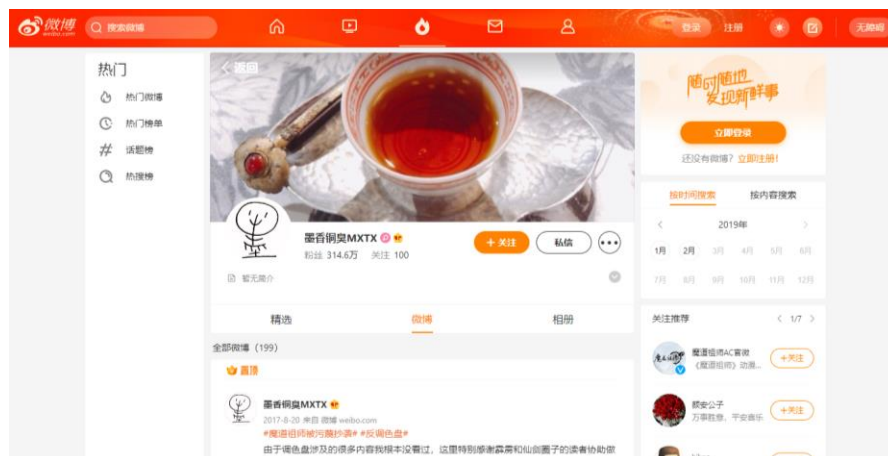 微博
weibo.com
搜索微博
登录
注册
无障碍
热门
热门微博
热门榜单
话题榜
热搜榜
返回
墨香铜臭MXTX
粉丝 314.6万 关注 100
+ 关注
私信
暂无简介
精选
微博
相册
全部微博（199）
置顶
墨香铜臭MXTX
2017-8-20 来自 微博 weibo.com
#魔道祖师被污蔑抄袭# #反调色盘#
由于调色盘涉及的很多内容我根本没看过，这里特别感谢霹雳和仙剑圈子的读者协助做
随时随地
发现新鲜事
立即登录
还没有微博？立即注册!
按时间搜索
按内容搜索
2019年
1月 2月 3月 4月 5月 6月
7月 8月 9月 10月 11月 12月
关注推荐
1/7
魔道祖师AC官微
《魔道祖师》动漫...
+关注
万事胜意，平安喜乐
+关注